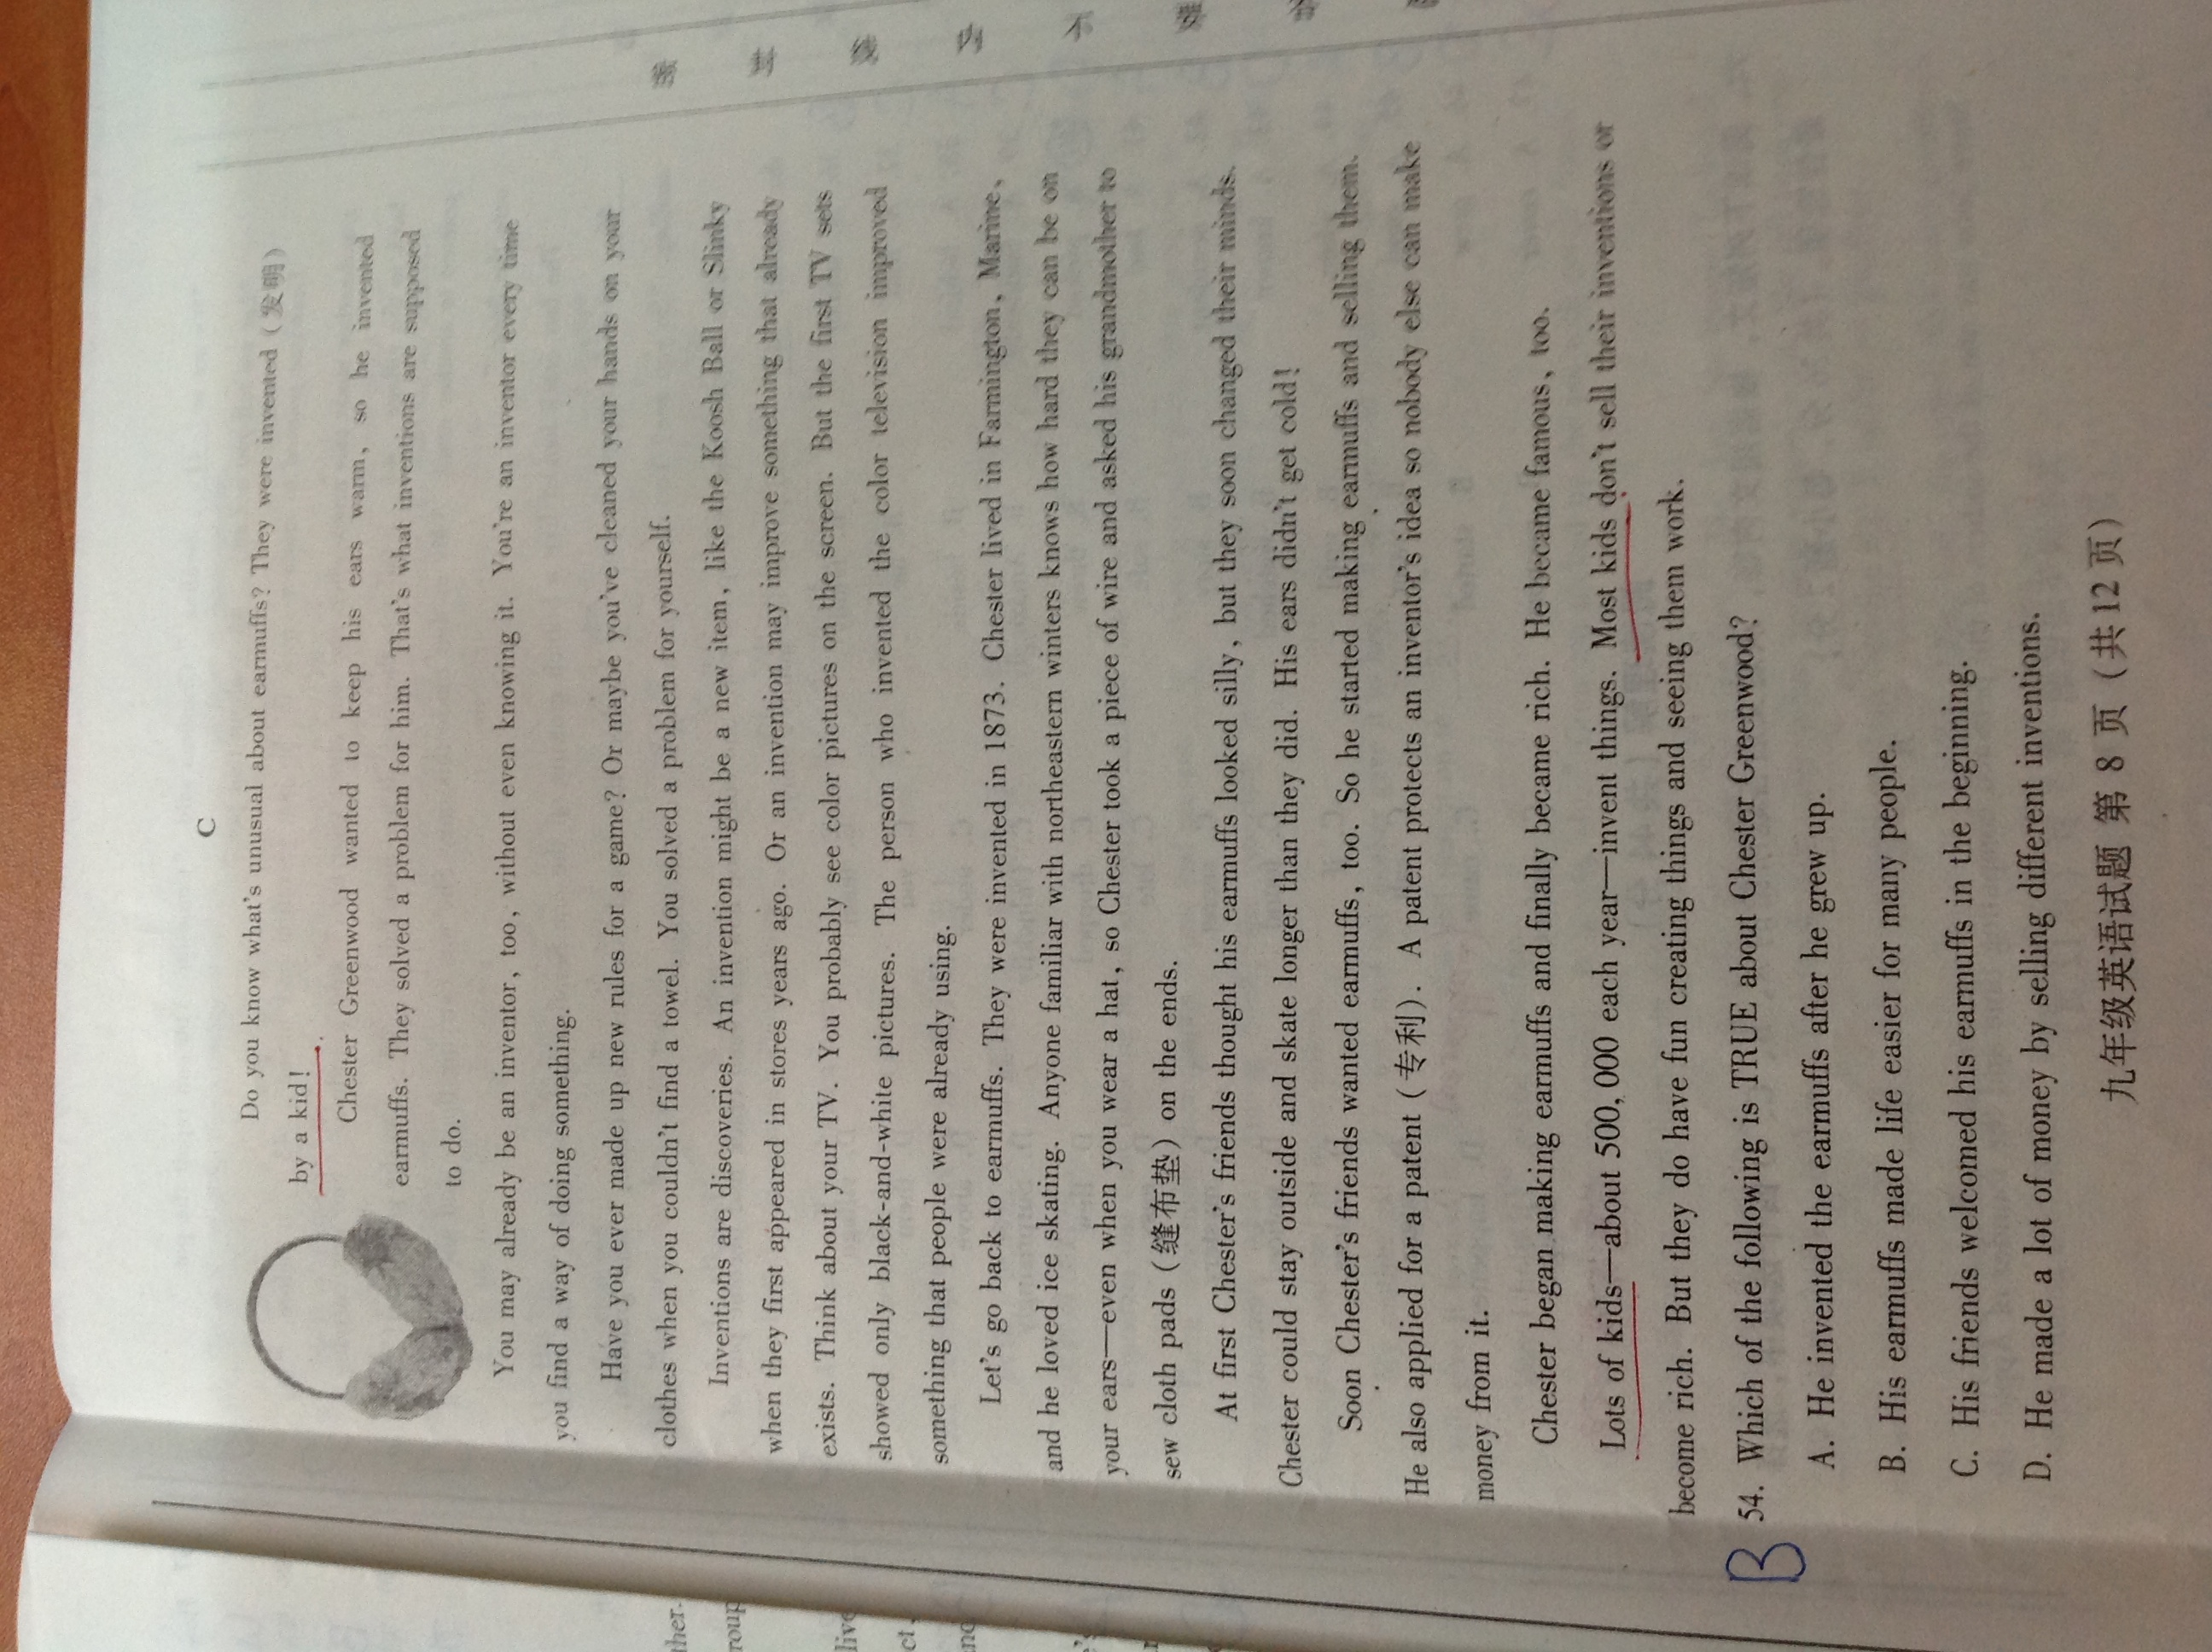 C
Do you know what's unusual about earmuffs? They were invented (发明)
by a kid!
Chester Greenwood wanted to keep his ears warm, so he invented
earmuffs. They solved a problem for him. That's what inventions are supposed
to do.
You may already be an inventor, too, without even knowing it. You're an inventor every time
you find a way of doing something.
Have you ever made up new rules for a game? Or maybe you've cleaned your hands on your
clothes when you couldn't find a towel. You solved a problem for yourself.
Inventions are discoveries. An invention might be a new item, like the Koosh Ball or Slinky
when they first appeared in stores years ago. Or an invention may improve something that already
exists. Think about your TV. You probably see color pictures on the screen. But the first TV sets
showed only black-and-white pictures. The person who invented the color television improved
something that people were already using.
Let's go back to earmuffs. They were invented in 1873. Chester lived in Farmington, Marine,
and he loved ice skating. Anyone familiar with northeastern winters knows how hard they can be on
your ears—even when you wear a hat, so Chester took a piece of wire and asked his grandmother to
sew cloth pads (缝布垫) on the ends.
At first Chester's friends thought his earmuffs looked silly, but they soon changed their minds.
Chester could stay outside and skate longer than they did. His ears didn't get cold!
Soon Chester's friends wanted earmuffs, too. So he started making earmuffs and selling them.
He also applied for a patent (专利). A patent protects an inventor's idea so nobody else can make
money from it.
Chester began making earmuffs and finally became rich. He became famous, too.
Lots of kids—about 500,000 each year—invent things. Most kids don't sell their inventions or
become rich. But they do have fun creating things and seeing them work.
B 54. Which of the following is TRUE about Chester Greenwood?
A. He invented the earmuffs after he grew up.
B. His earmuffs made life easier for many people.
C. His friends welcomed his earmuffs in the beginning.
D. He made a lot of money by selling different inventions.
九年级英语试题 第 8 页 (共 12 页)